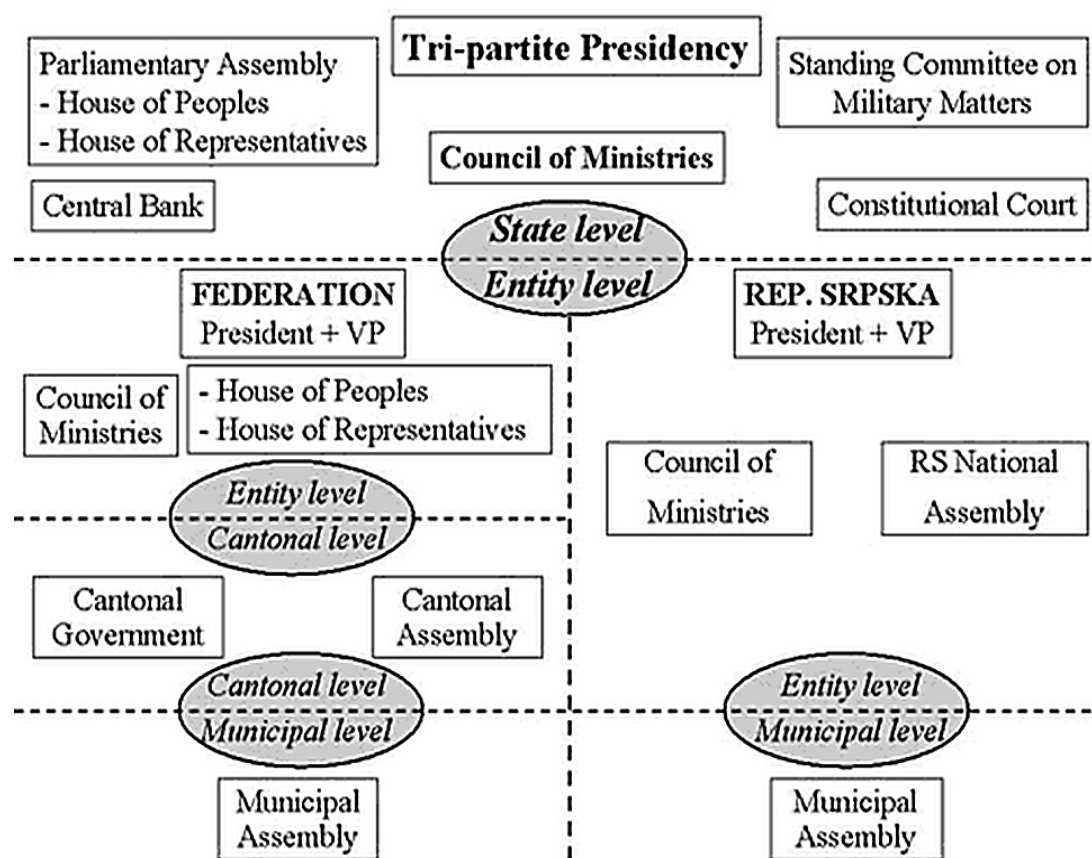 Tri-partite Presidency
Parliamentary Assembly
- House of Peoples
- House of Representatives
Standing Committee on
Military Matters
Council of Ministries
Central Bank
Constitutional Court
State level
Entity level
FEDERATION
President + VP
REP. SRPSKA
President + VP
Council of
Ministries
- House of Peoples
- House of Representatives
Council of
Ministries
RS National
Assembly
Entity level
Cantonal level
Cantonal
Government
Cantonal
Assembly
Cantonal level
Municipal level
Entity level
Municipal level
Municipal
Assembly
Municipal
Assembly